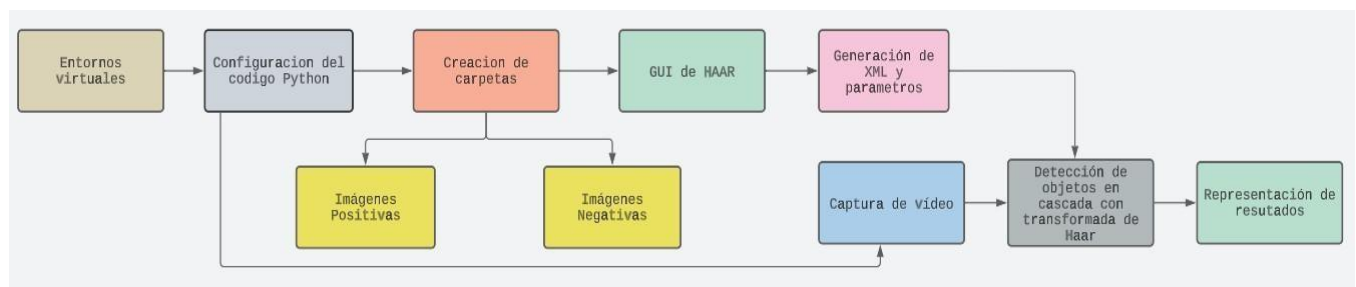 Entornos
virtuales
Configuracion del
codigo Python
Creacion de
carpetas
GUI de HAAR
Generación de
XML y
parametros
Imágenes
Positivas
Imágenes
Negativas
Captura de vídeo
Detección de
objetos en
cascada con
transformada de
Haar
Representación de
resutados